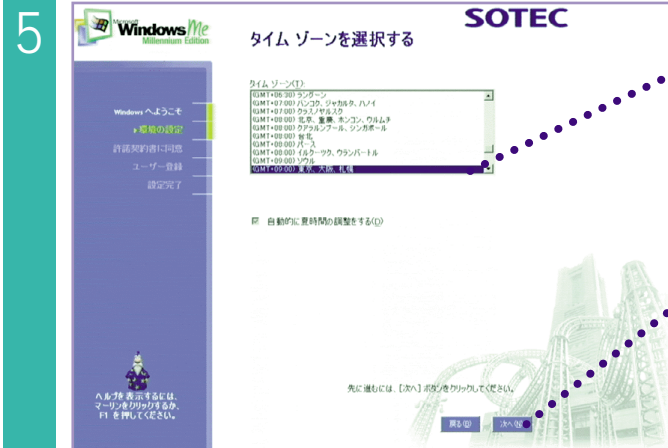 5
Microsoft
Windows Me
Millennium Edition
SOTEC
タイム ゾーンを選択する
Windows へようこそ
環境の設定
許諾契約書に同意
ユーザー登録
設定完了
タイム ゾーン(T):
(GMT+06:30) ラングーン
(GMT+07:00) バンコク、ジャカルタ、ハノイ
(GMT+07:00) クラスノヤルスク
(GMT+08:00) 北京、重慶、ホンコン、ウルムチ
(GMT+08:00) クアラルンプール、シンガポール
(GMT+08:00) 台北
(GMT+08:00) パース
(GMT+08:00) イルクーツク、ウランバートル
(GMT+09:00) ソウル
(GMT+09:00) 東京、大阪、札幌
自動的に夏時間の調整をする(D)
ヘルプを表示するには、
マーリンをクリックするか、
F1 を押してください。
先に進むには、[次へ] ボタンをクリックしてください。
戻る(B)
次へ(N)